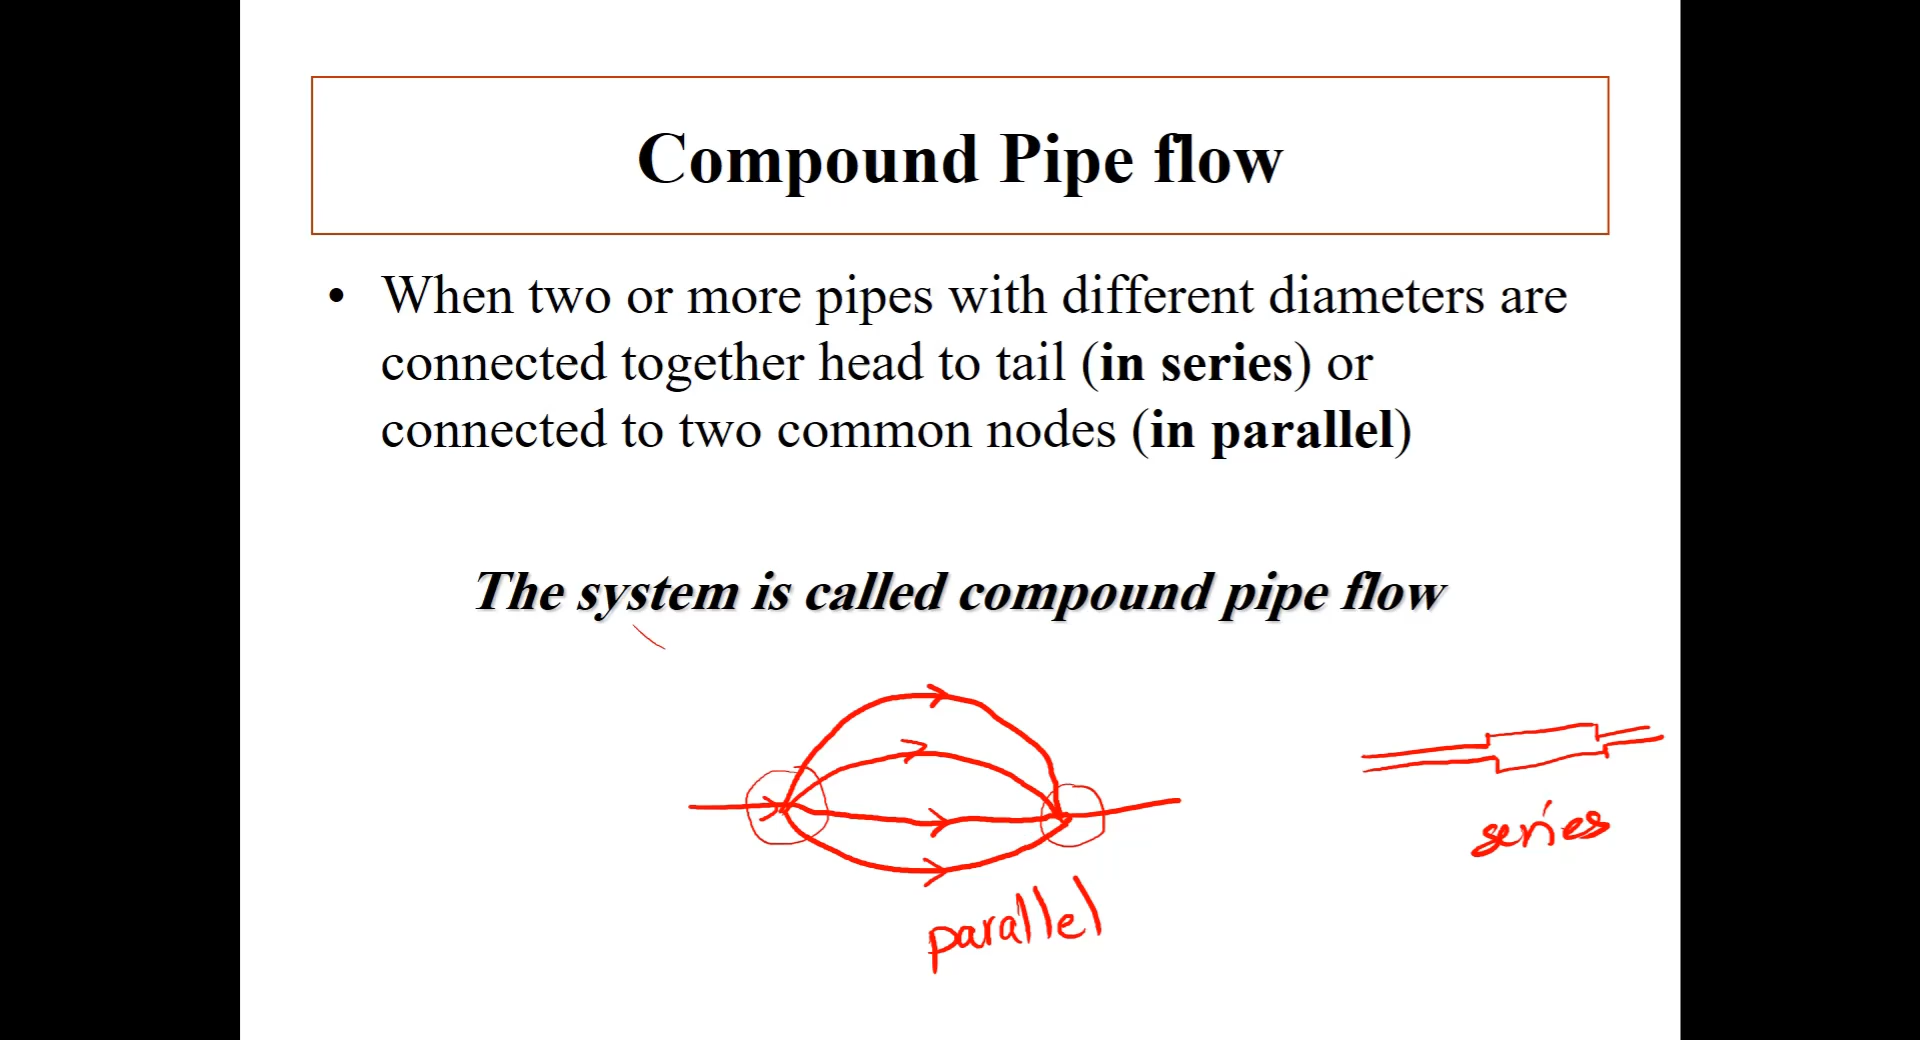 Compound Pipe flow
• When two or more pipes with different diameters are
connected together head to tail (in series) or
connected to two common nodes (in parallel)
The system is called compound pipe flow
series
parallel